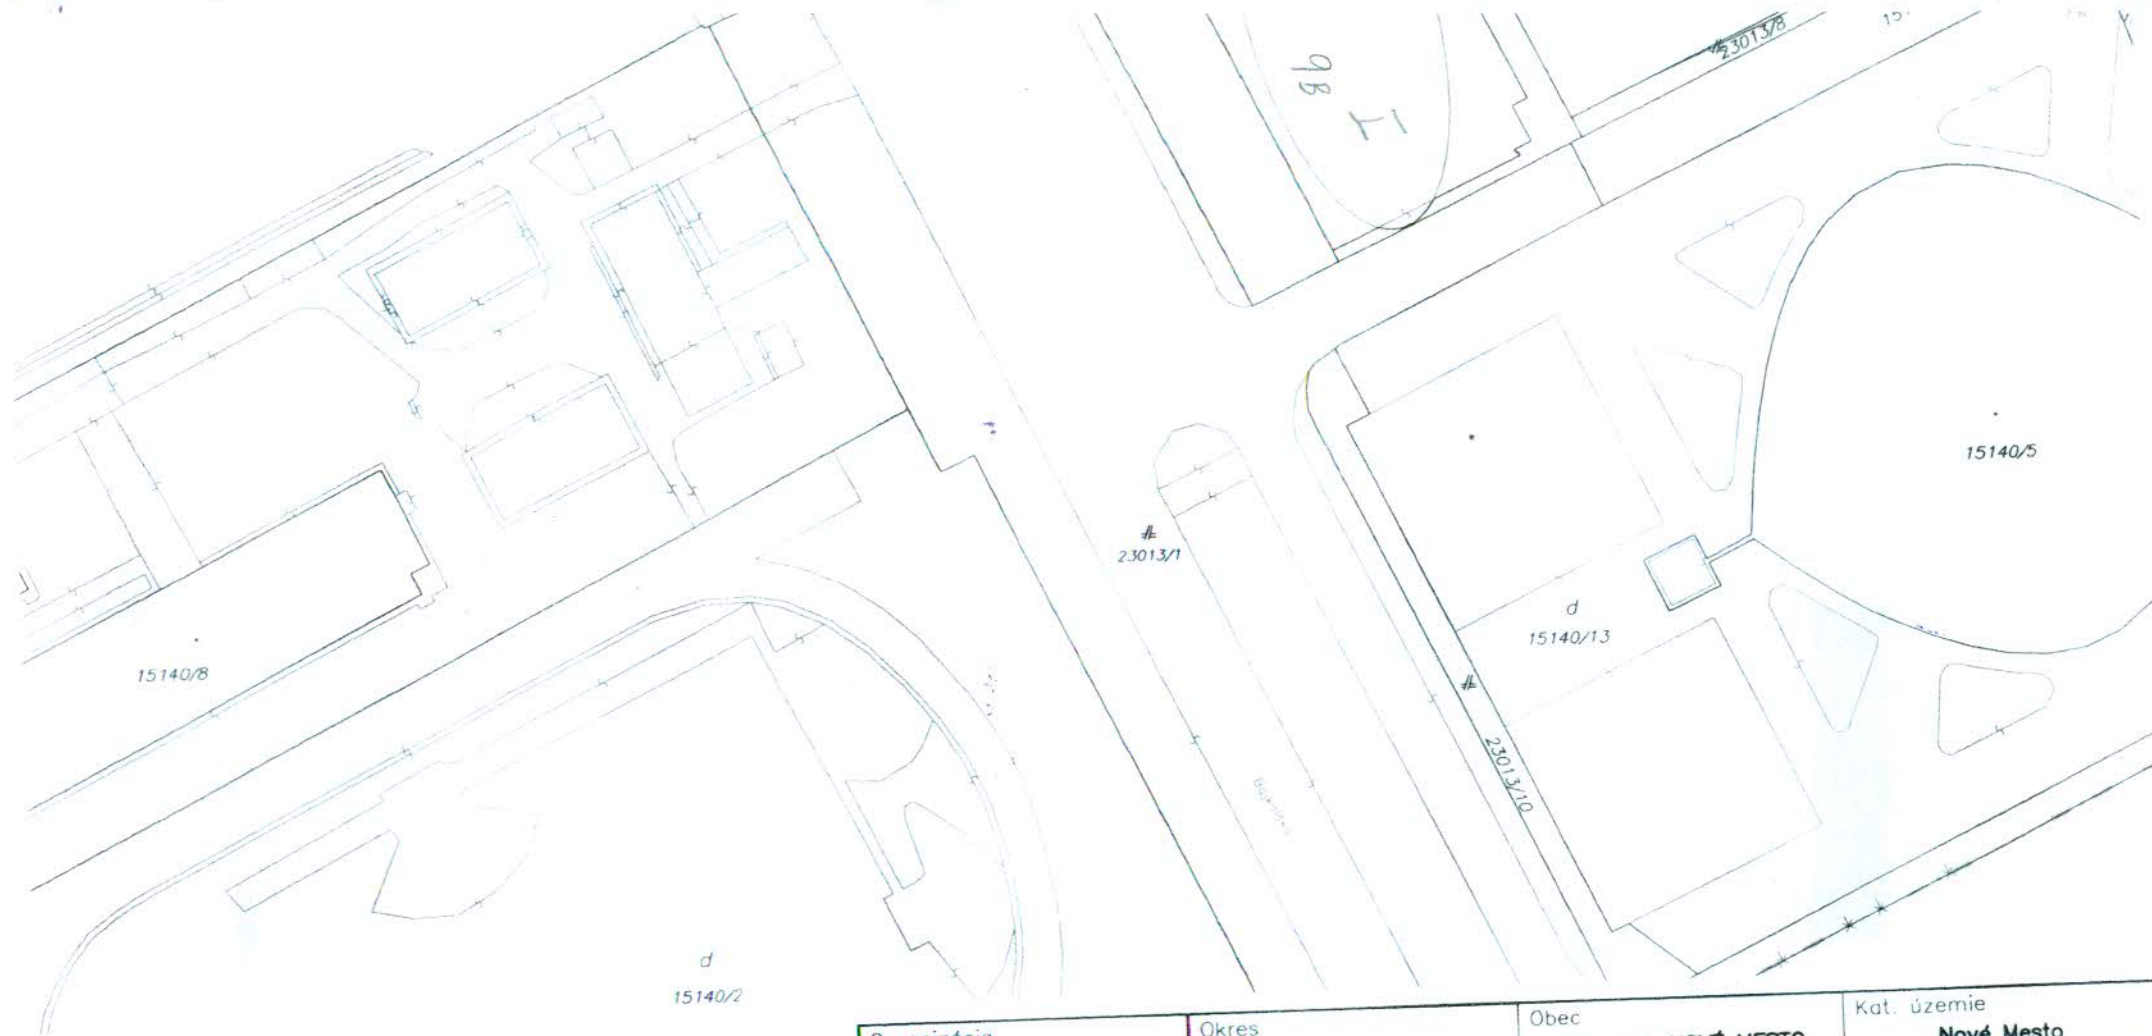 23013/8
9B
I
15140/5
23013/1
d
15140/13
15140/8
23013/10
d
15140/2
Okres
Obec
Kat. územie
Nové Mesto